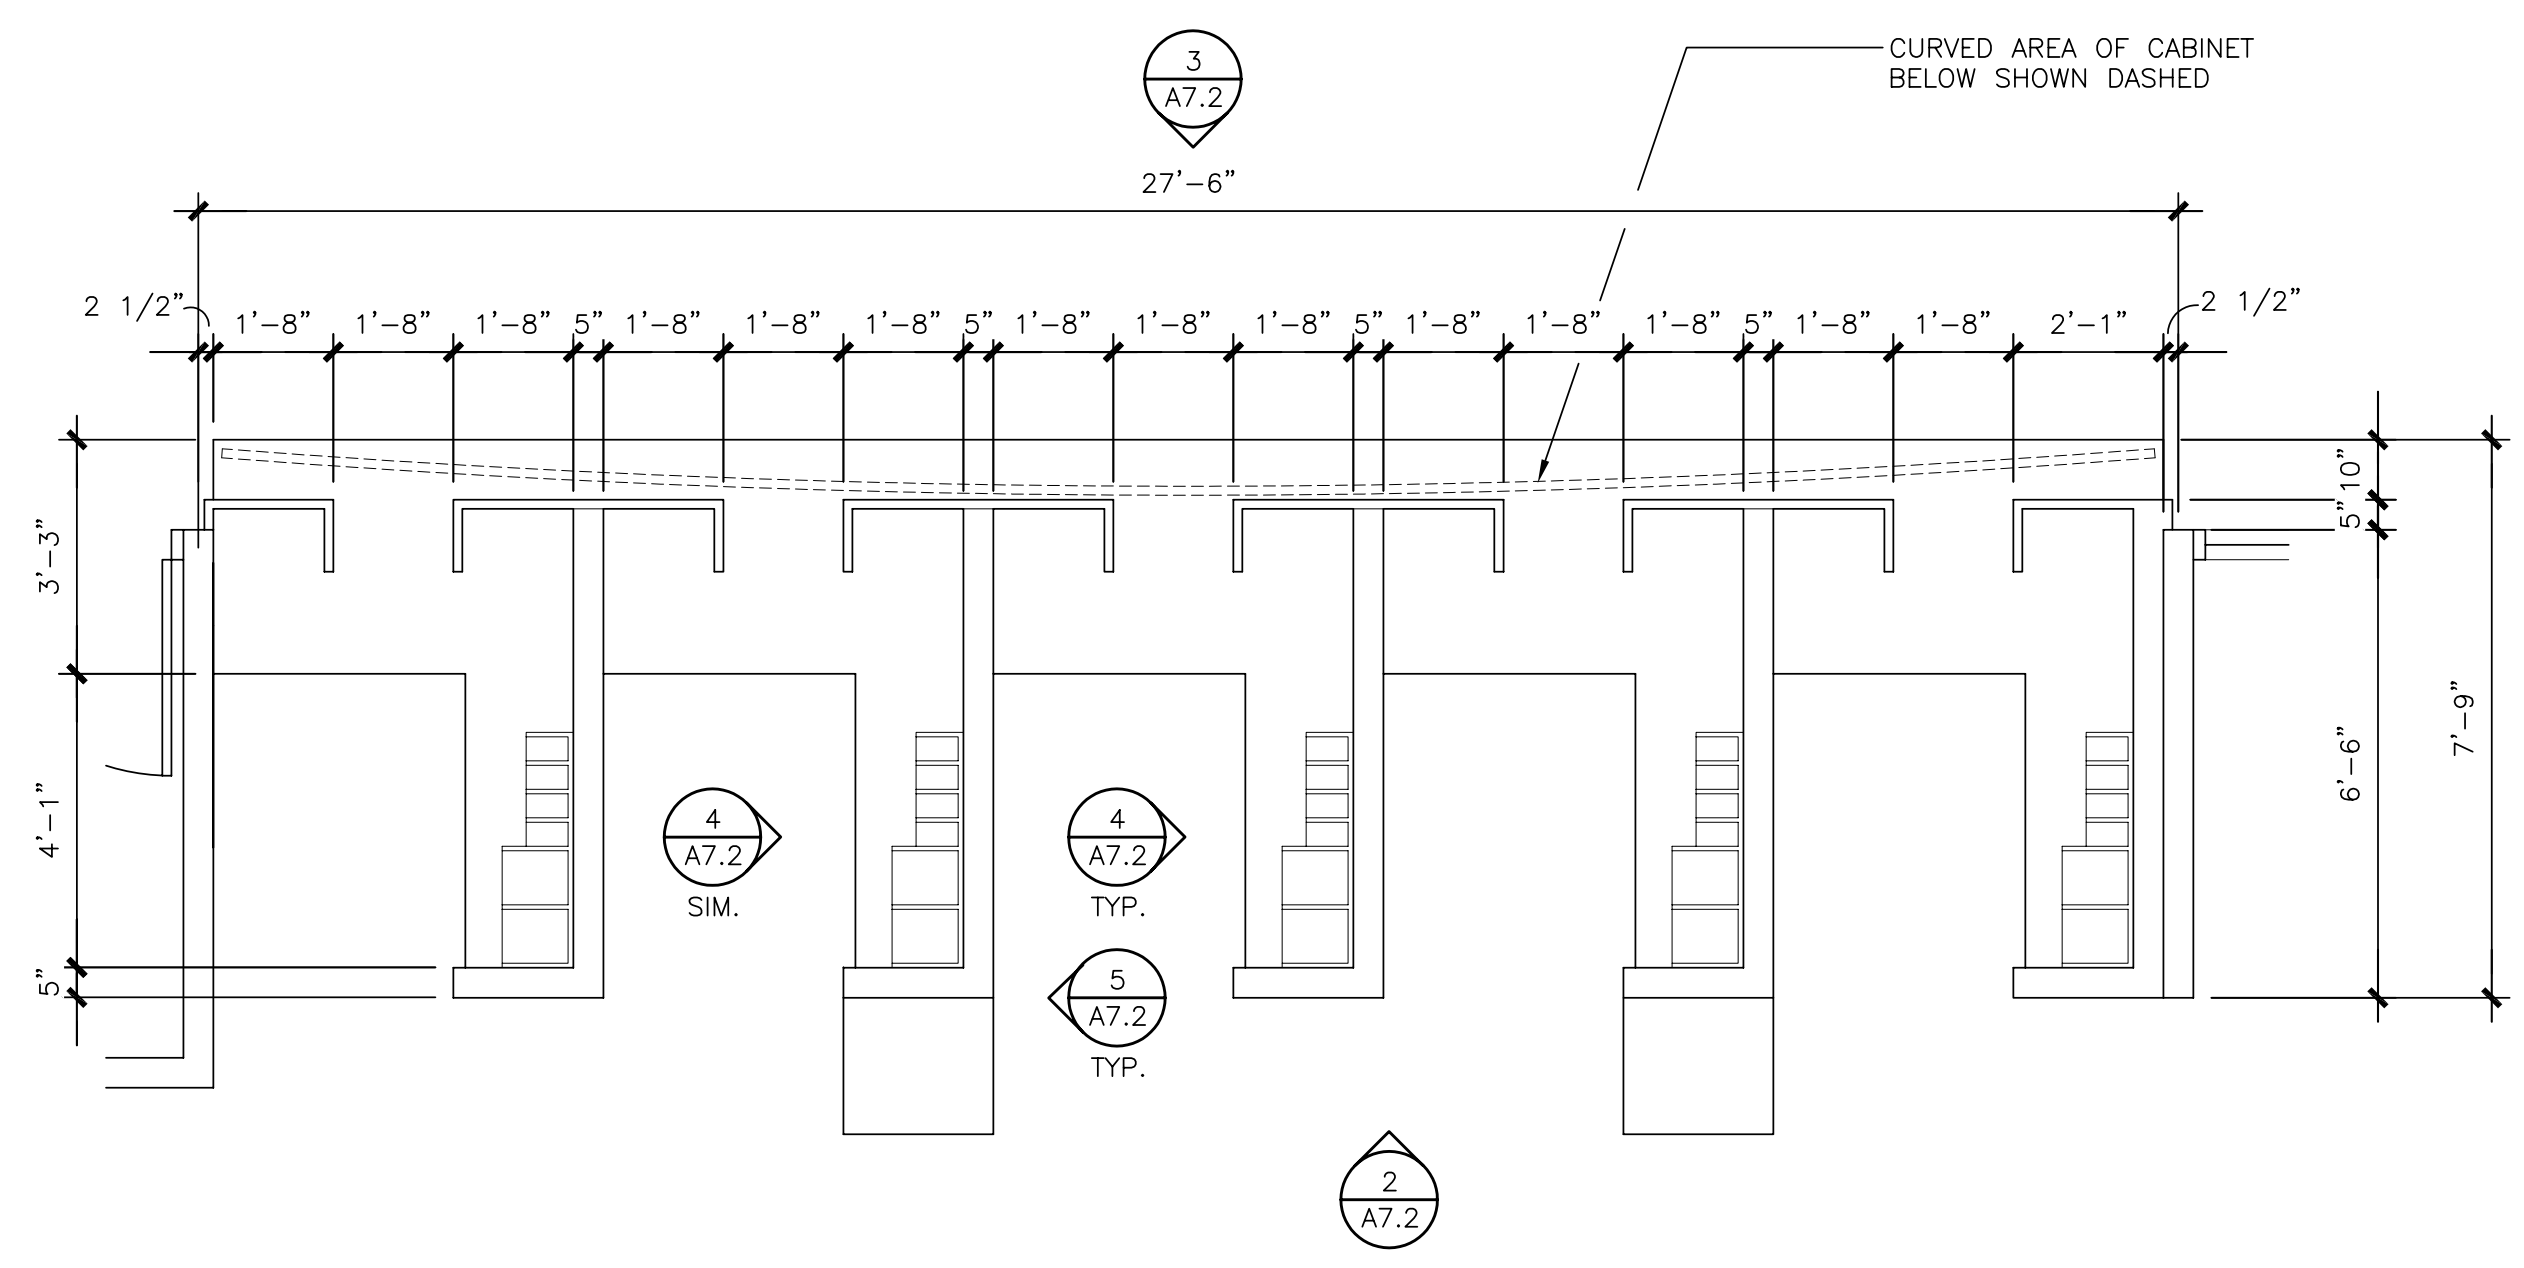 3
A7.2
CURVED AREA OF CABINET
BELOW SHOWN DASHED
27'-6"
2 1/2"
1'-8" 1'-8" 1'-8" 5" 1'-8" 1'-8" 1'-8" 5" 1'-8" 1'-8" 1'-8" 5" 1'-8" 1'-8" 1'-8" 5" 1'-8" 1'-8" 2'-1"
2 1/2"
3'-3"
4'-1"
5"
10"
5"
6'-6"
7'-9"
4
A7.2
SIM.
4
A7.2
TYP.
5
A7.2
TYP.
2
A7.2